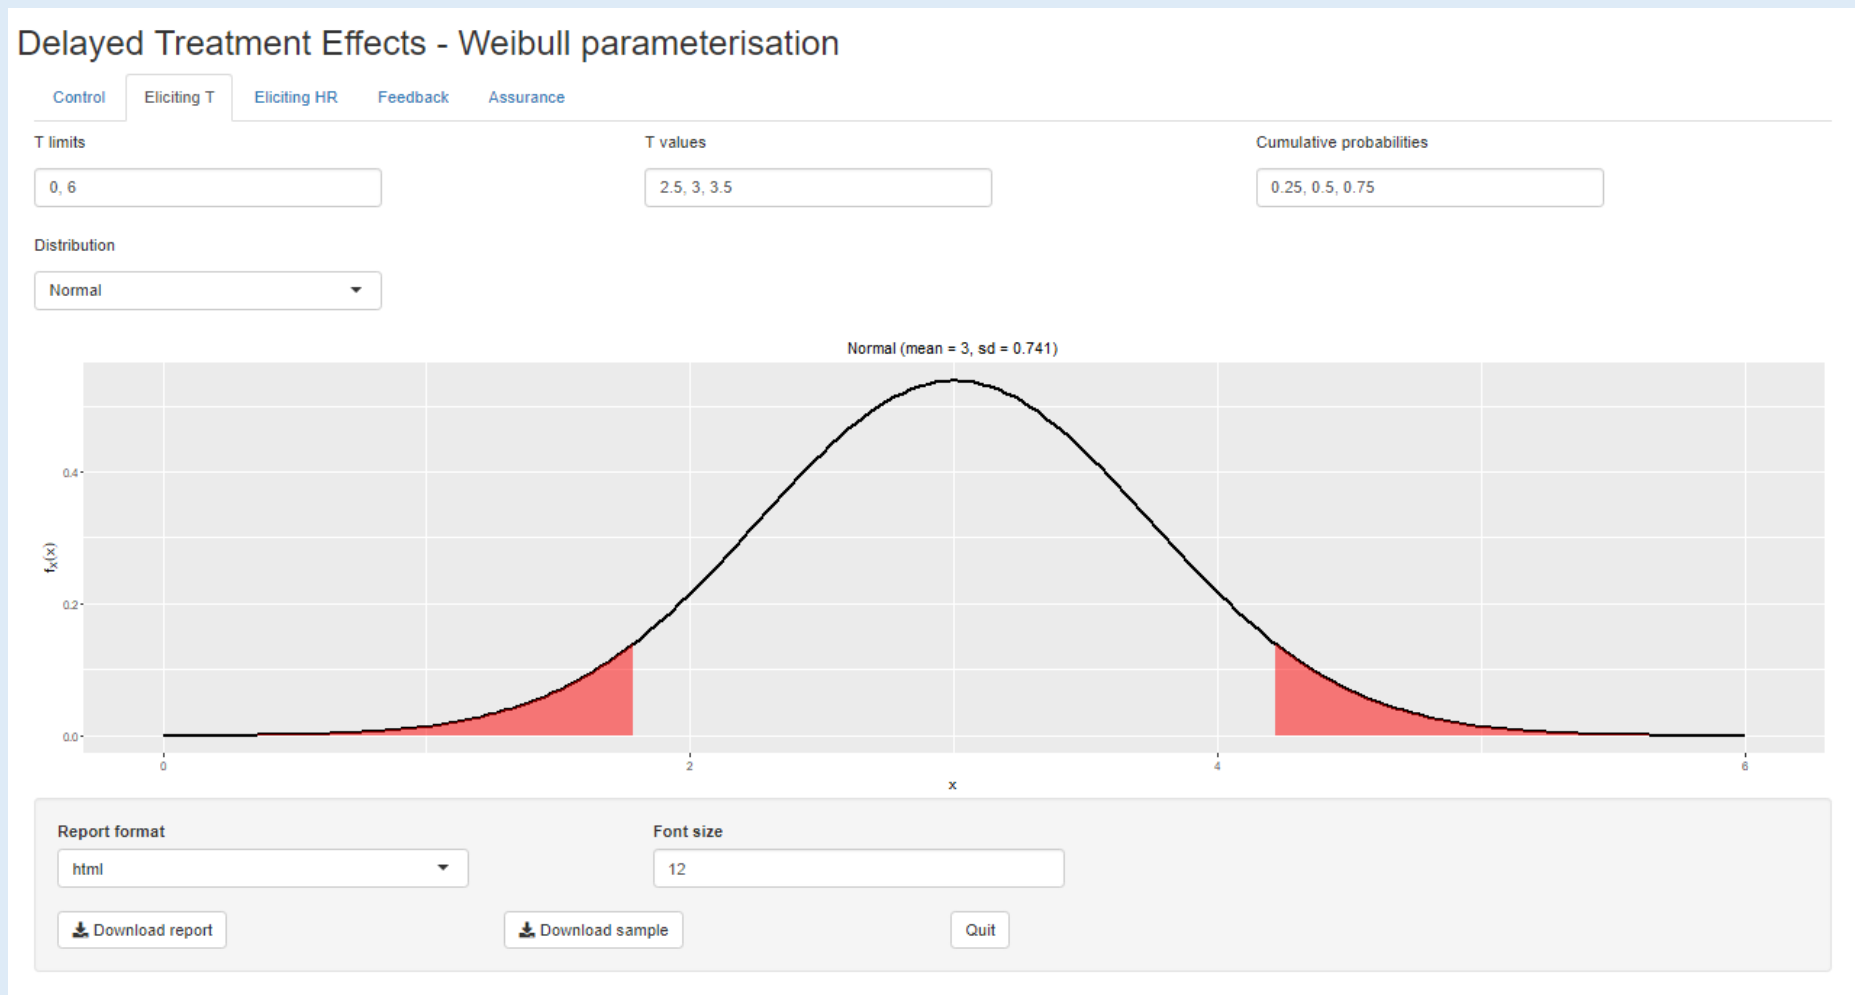 Delayed Treatment Effects - Weibull parameterisation
Control Eliciting T Eliciting HR Feedback Assurance
T limits T values Cumulative probabilities
0, 6 2.5, 3, 3.5 0.25, 0.5, 0.75
Distribution
Normal
Normal (mean = 3, sd = 0.741)
0.4
fX(x)
0.2
0.0
0 2 4 6
x
Report format Font size
html 12
Download report Download sample Quit